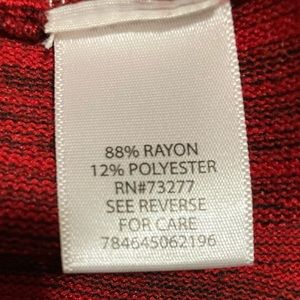 88% RAYON
12% POLYESTER
RN#73277
SEE REVERSE
FOR CARE
784645062196